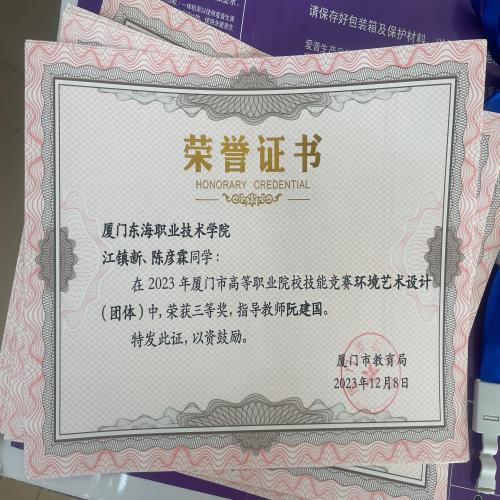 请保存好包装箱及保护材料
荣誉证书
HONORARY CREDENTIAL
厦门东海职业技术学院
江镇新、陈彦霖同学：
在2023年厦门市高等职业院校技能竞赛环境艺术设计
（团体）中，荣获三等奖，指导教师阮建国。
特发此证，以资鼓励。
厦门市教育局
2023年12月8日